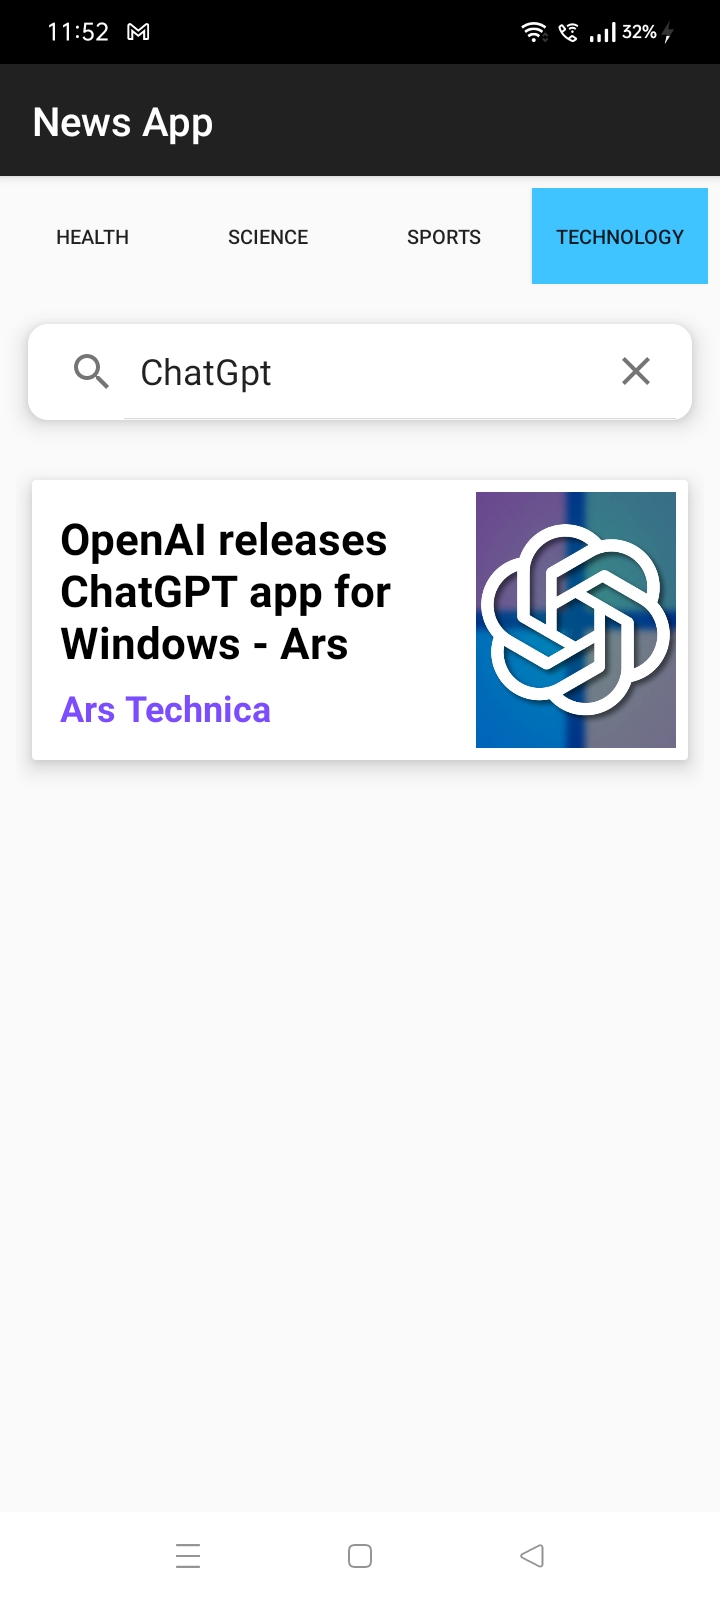 11:52 32%
News App
HEALTH SCIENCE SPORTS TECHNOLOGY
ChatGpt
OpenAI releases
ChatGPT app for
Windows - Ars
Ars Technica